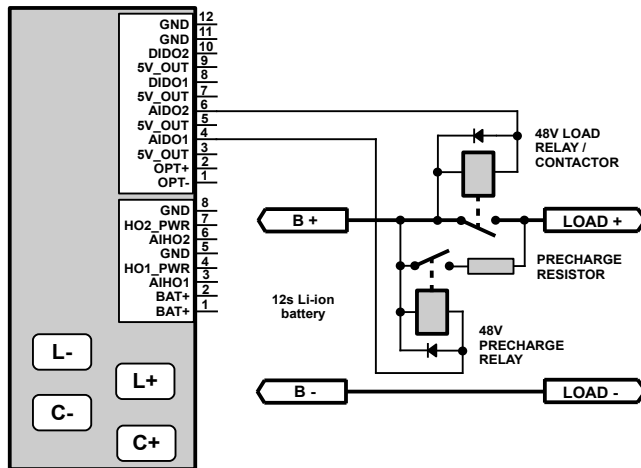 GND 12
GND 11
DIDO2 10
5V_OUT 9
DIDO1 8
5V_OUT 7
AIDO2 6
5V_OUT 5
AIDO1 4
5V_OUT 3
OPT+ 2
OPT- 1
GND 8
HO2_PWR 7
AIHO2 6
GND 5
HO1_PWR 4
AIHO1 3
BAT+ 2
BAT+ 1
L-
L+
C-
C+
48V LOAD
RELAY /
CONTACTOR
B +
LOAD +
PRECHARGE
RESISTOR
12s Li-ion
battery
48V
PRECHARGE
RELAY
B -
LOAD -